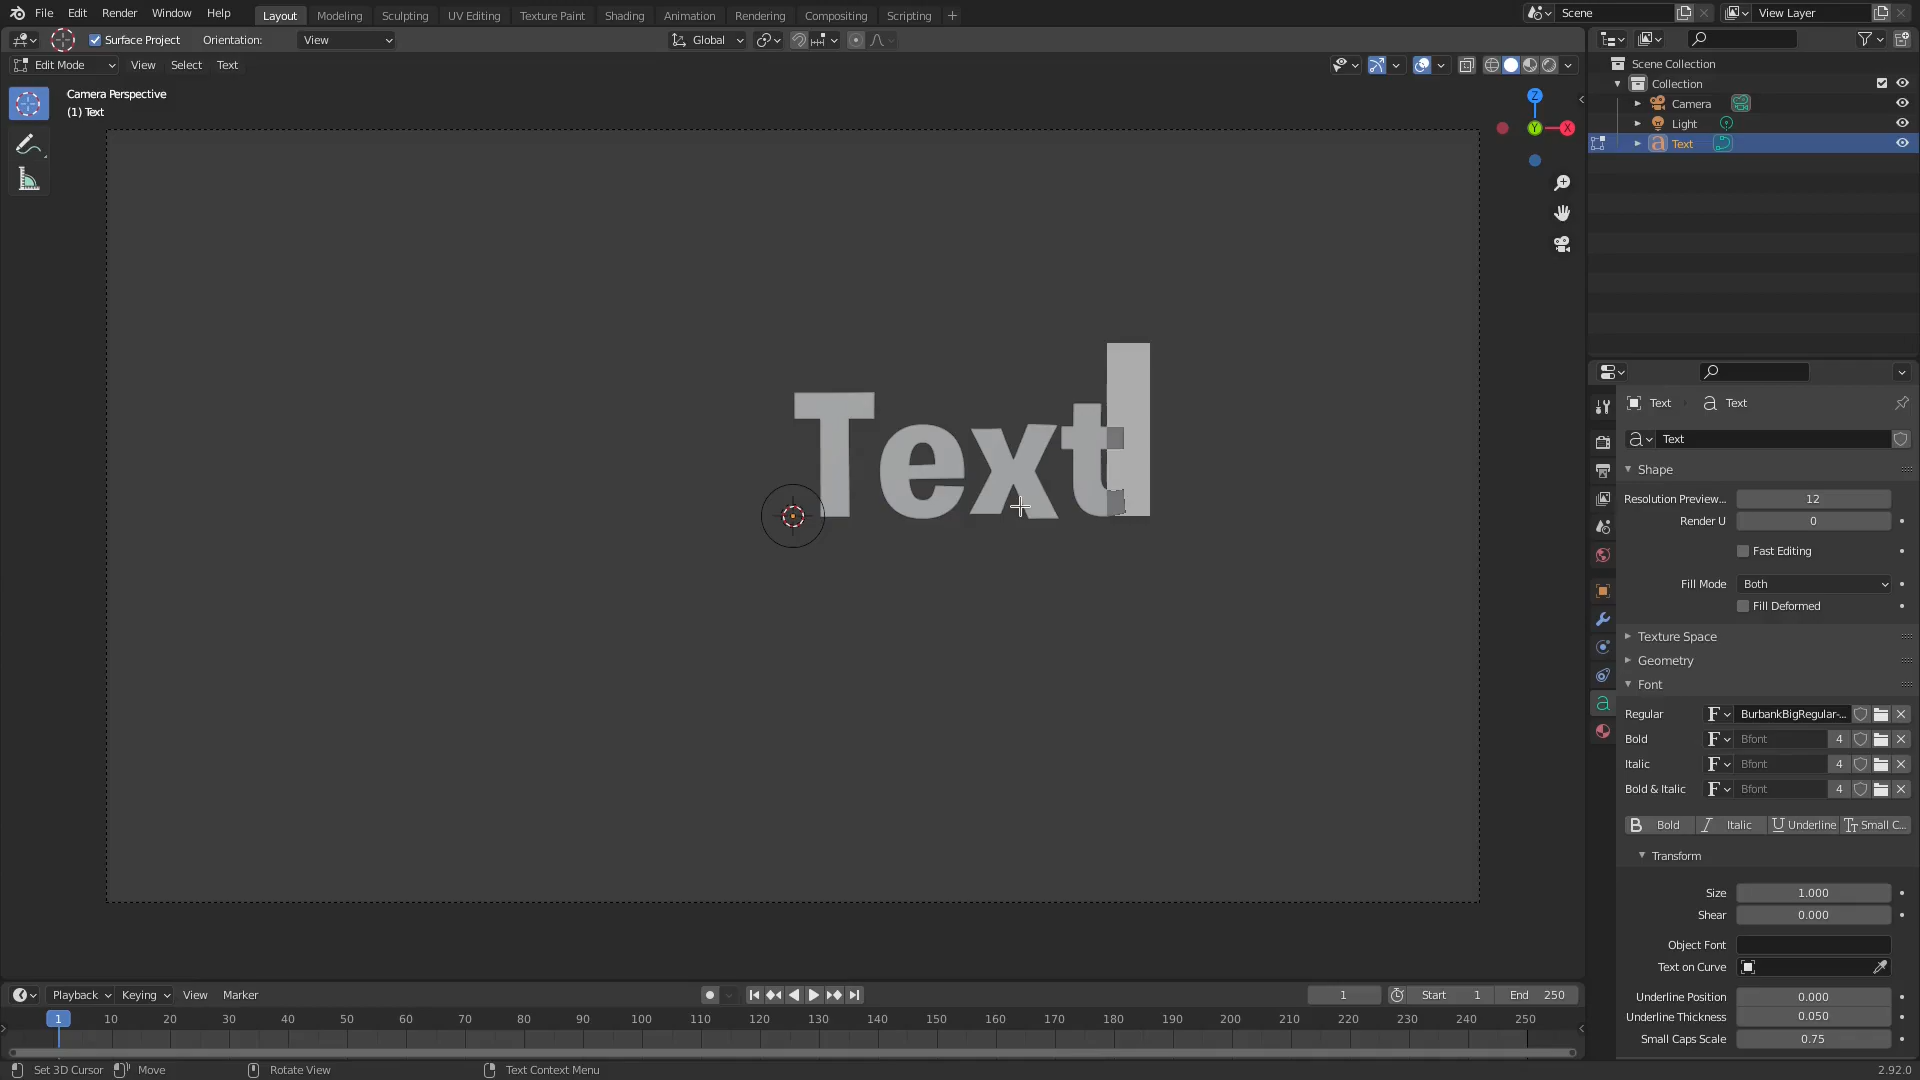 File Edit Render Window Help Layout Modeling Sculpting UV Editing Texture Paint Shading Animation Rendering Compositing Scripting + Scene View Layer
Surface Project Orientation: View Global
Edit Mode View Select Text
Camera Perspective
(1) Text
Z
Y
X
Text
Scene Collection
Collection
Camera
Light
Text
Text Text
Text
Shape
Resolution Preview... 12
Render U 0
Fast Editing
Fill Mode Both
Fill Deformed
Texture Space
Geometry
Font
Regular F BurbankBigRegular-...
Bold F Bfont 4
Italic F Bfont 4
Bold & Italic F Bfont 4
B Bold I Italic U Underline Tt Small C...
Transform
Size 1.000
Shear 0.000
Object Font
Text on Curve
Underline Position 0.000
Underline Thickness 0.050
Small Caps Scale 0.75
Playback Keying View Marker 1 Start 1 End 250
1 10 20 30 40 50 60 70 80 90 100 110 120 130 140 150 160 170 180 190 200 210 220 230 240 250
Set 3D Cursor Move Rotate View Text Context Menu 2.92.0